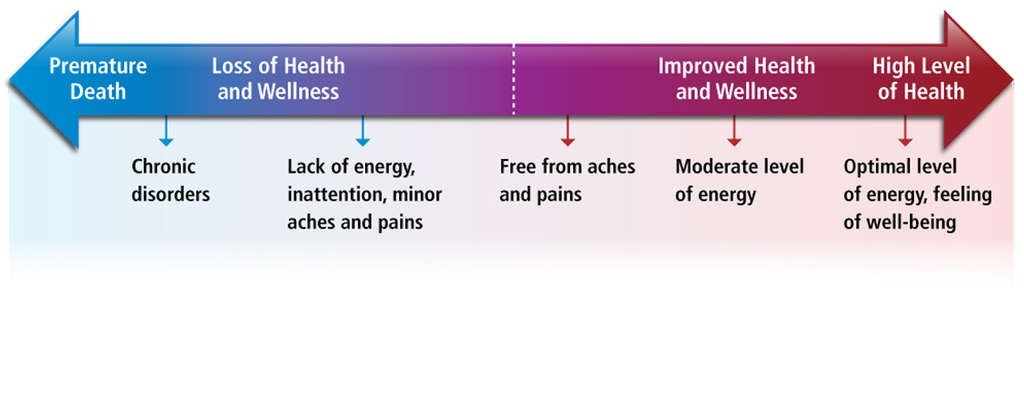 Premature
Death
Loss of Health
and Wellness
Improved Health
and Wellness
High Level
of Health
Chronic
disorders
Lack of energy,
inattention, minor
aches and pains
Free from aches
and pains
Moderate level
of energy
Optimal level
of energy, feeling
of well-being